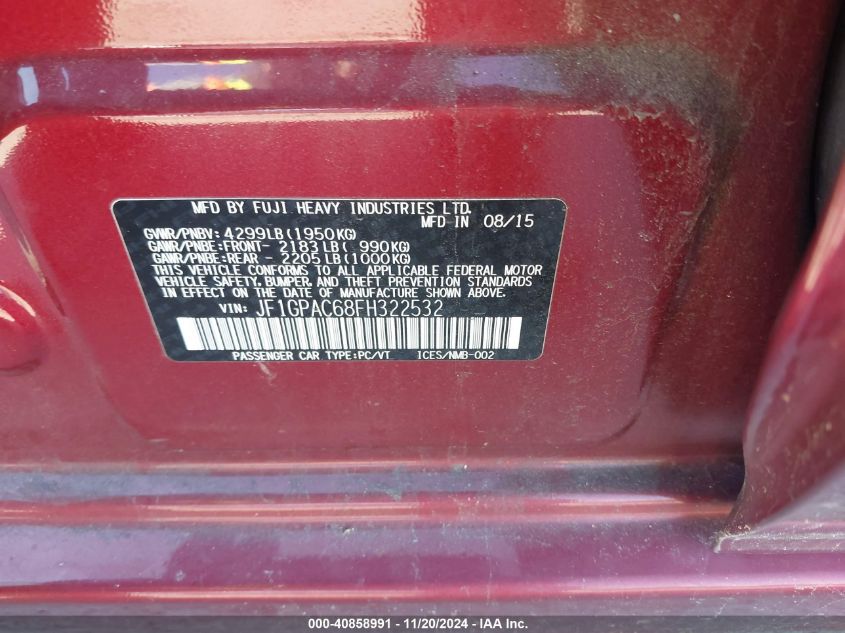 MFD BY FUJI HEAVY INDUSTRIES LTD.
MFD IN 08/15
GVWR/PNBV: 4299LB(1950KG)
GAWR/PNBE:FRONT- 2183LB( 990KG)
GAWR/PNBE:REAR - 2205LB(1000KG)
THIS VEHICLE CONFORMS TO ALL APPLICABLE FEDERAL MOTOR
VEHICLE SAFETY, BUMPER, AND THEFT PREVENTION STANDARDS
IN EFFECT ON THE DATE OF MANUFACTURE SHOWN ABOVE.
VIN: JF1GPAC68FH322532
PASSENGER CAR TYPE:PC/VT ICES/NMB-002
000-40858991 - 11/20/2024 - IAA Inc.